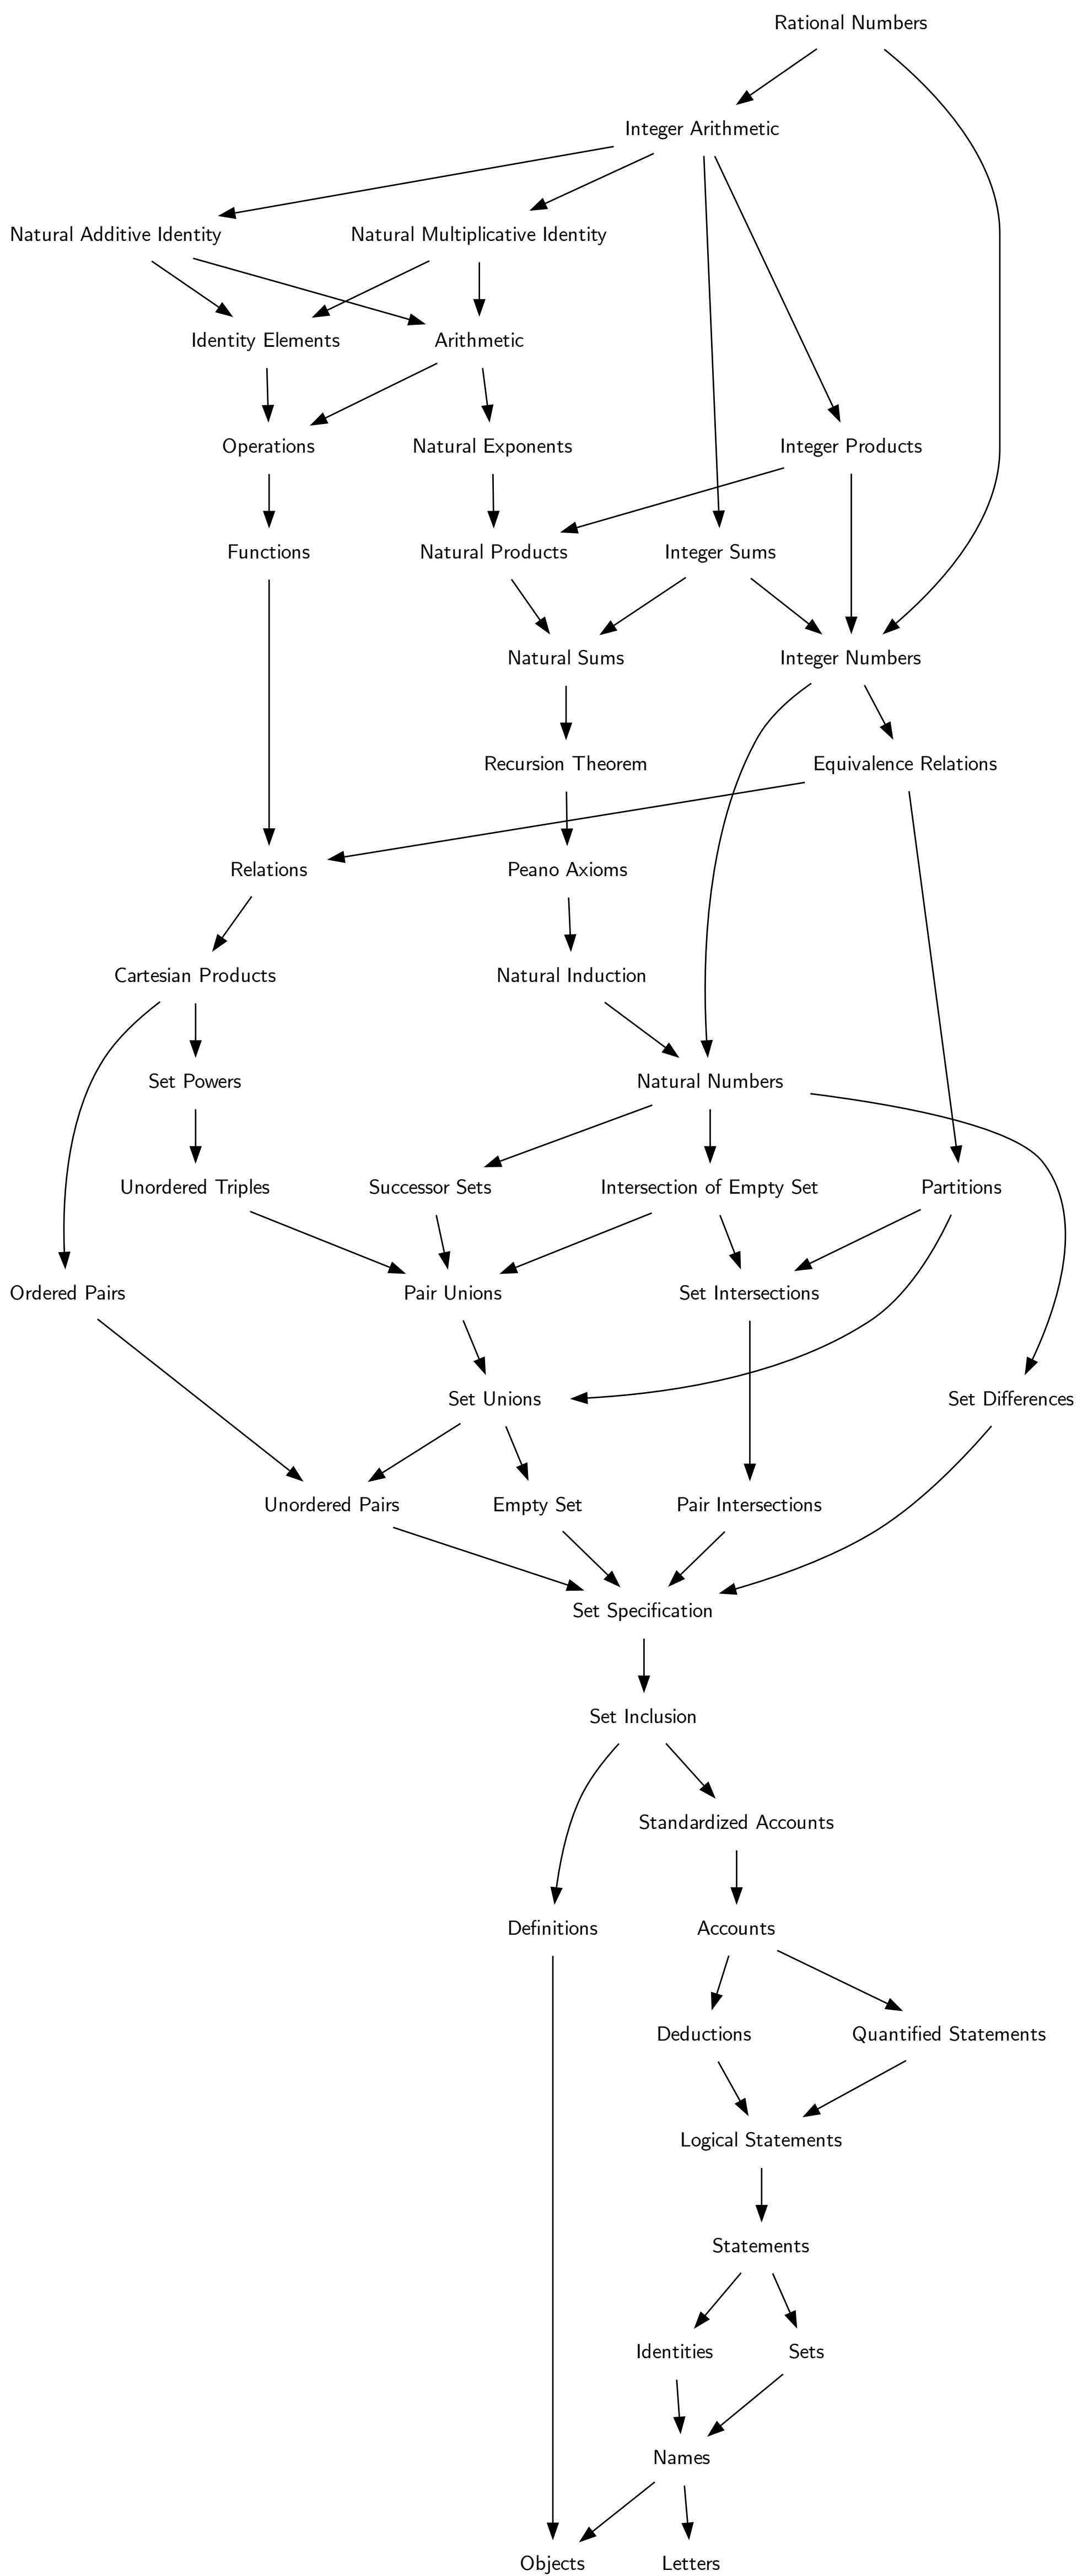 Rational Numbers
Integer Arithmetic
Natural Additive Identity
Natural Multiplicative Identity
Identity Elements
Arithmetic
Operations
Natural Exponents
Integer Products
Functions
Natural Products
Integer Sums
Natural Sums
Integer Numbers
Recursion Theorem
Equivalence Relations
Relations
Peano Axioms
Cartesian Products
Natural Induction
Set Powers
Natural Numbers
Unordered Triples
Successor Sets
Intersection of Empty Set
Partitions
Ordered Pairs
Pair Unions
Set Intersections
Set Unions
Set Differences
Unordered Pairs
Empty Set
Pair Intersections
Set Specification
Set Inclusion
Standardized Accounts
Definitions
Accounts
Deductions
Quantified Statements
Logical Statements
Statements
Identities
Sets
Names
Objects
Letters